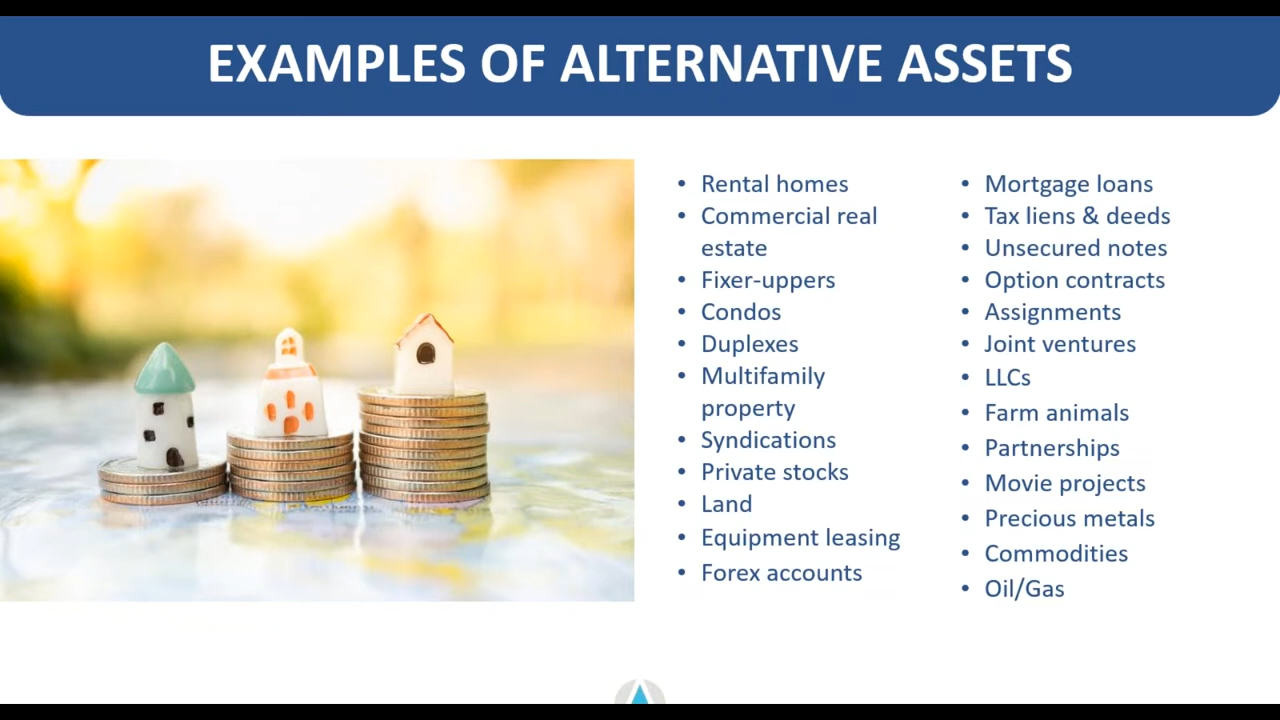 EXAMPLES OF ALTERNATIVE ASSETS
• Rental homes
• Commercial real
estate
• Fixer-uppers
• Condos
• Duplexes
• Multifamily
property
• Syndications
• Private stocks
• Land
• Equipment leasing
• Forex accounts
• Mortgage loans
• Tax liens & deeds
• Unsecured notes
• Option contracts
• Assignments
• Joint ventures
• LLCs
• Farm animals
• Partnerships
• Movie projects
• Precious metals
• Commodities
• Oil/Gas